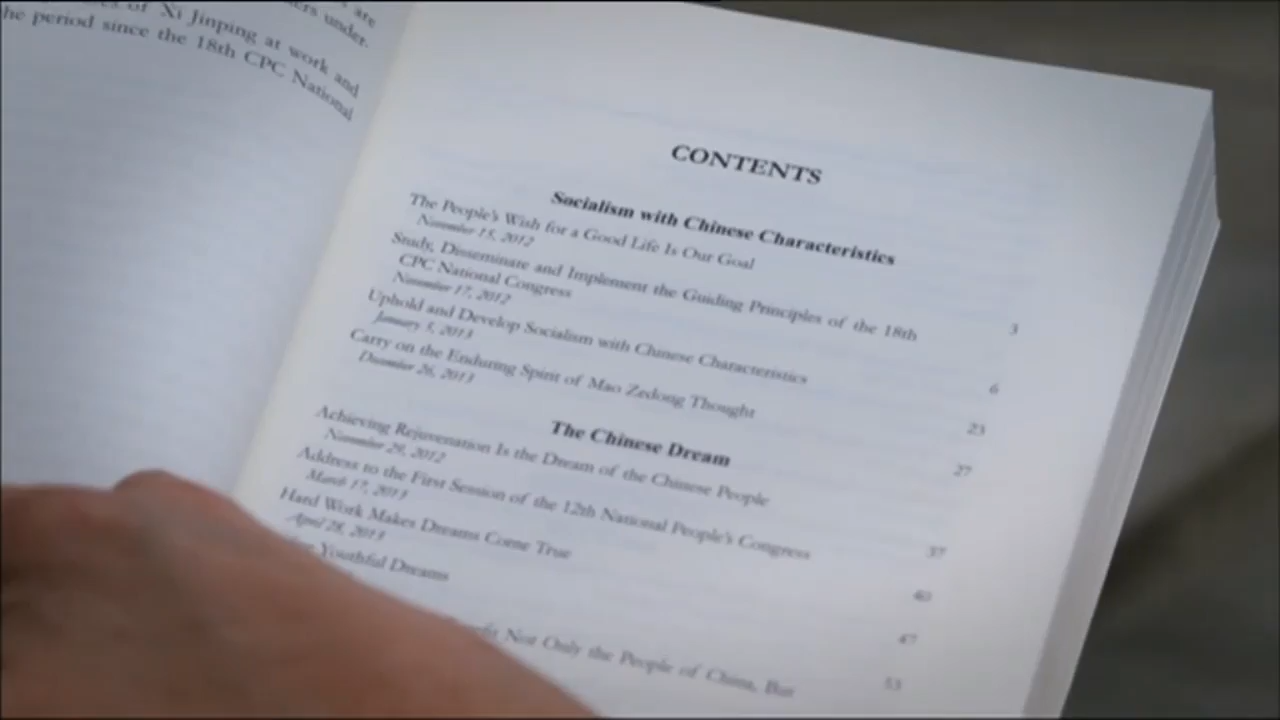 s are
ers under.
es of Xi Jinping at work and
he period since the 18th CPC National
CONTENTS
Socialism with Chinese Characteristics
The People's Wish for a Good Life Is Our Goal
November 15, 2012
3
Study, Disseminate and Implement the Guiding Principles of the 18th
CPC National Congress
November 17, 2012
6
Uphold and Develop Socialism with Chinese Characteristics
January 5, 2013
23
Carry on the Enduring Spirit of Mao Zedong Thought
December 26, 2013
27
The Chinese Dream
Achieving Rejuvenation Is the Dream of the Chinese People
November 29, 2012
37
Address to the First Session of the 12th National People's Congress
March 17, 2013
40
Hard Work Makes Dreams Come True
April 28, 2013
47
Youthful Dreams
53
Not Only the People of China, But